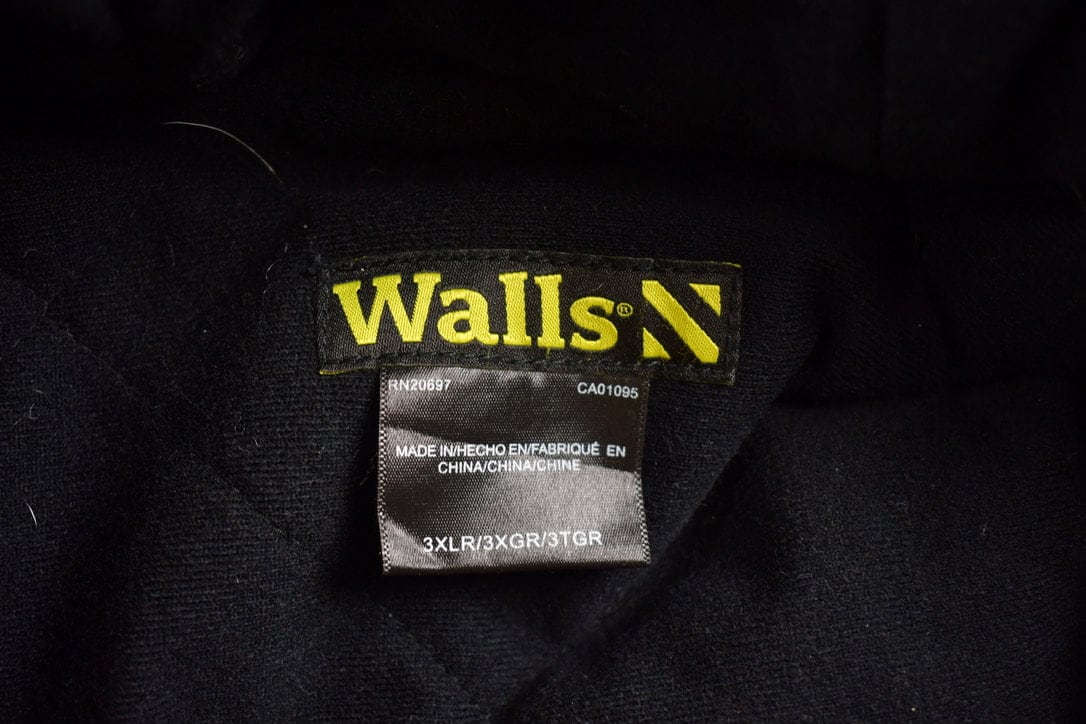 Walls®
RN20697 CA01095
MADE IN/HECHO EN/FABRIQUÉ EN
CHINA/CHINA/CHINE
3XLR/3XGR/3TGR